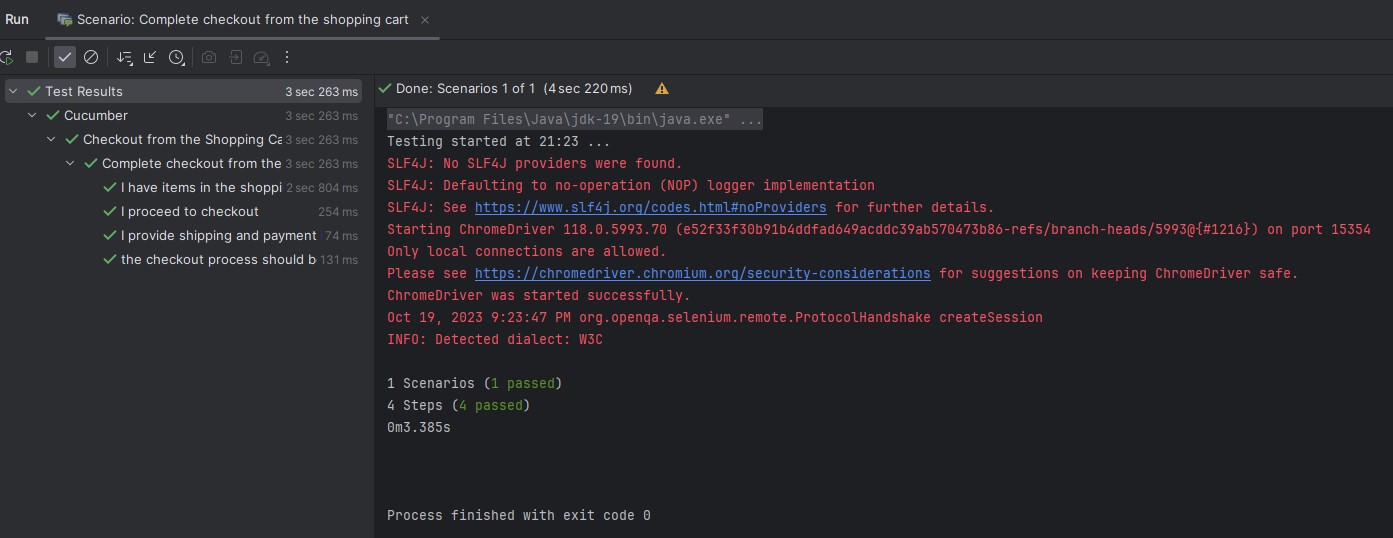 Run
Scenario: Complete checkout from the shopping cart
Test Results 3 sec 263 ms
Cucumber 3 sec 263 ms
Checkout from the Shopping Ca 3 sec 263 ms
Complete checkout from the 3 sec 263 ms
I have items in the shoppi 2 sec 804 ms
I proceed to checkout 254 ms
I provide shipping and payment 74 ms
the checkout process should b 131 ms
Done: Scenarios 1 of 1 (4 sec 220 ms)
"C:\Program Files\Java\jdk-19\bin\java.exe" ...
Testing started at 21:23 ...
SLF4J: No SLF4J providers were found.
SLF4J: Defaulting to no-operation (NOP) logger implementation
SLF4J: See https://www.slf4j.org/codes.html#noProviders for further details.
Starting ChromeDriver 118.0.5993.70 (e52f33f30b91b4ddfad649acddc39ab570473b86-refs/branch-heads/5993@{#1216}) on port 15354
Only local connections are allowed.
Please see https://chromedriver.chromium.org/security-considerations for suggestions on keeping ChromeDriver safe.
ChromeDriver was started successfully.
Oct 19, 2023 9:23:47 PM org.openqa.selenium.remote.ProtocolHandshake createSession
INFO: Detected dialect: W3C
1 Scenarios (1 passed)
4 Steps (4 passed)
0m3.385s
Process finished with exit code 0